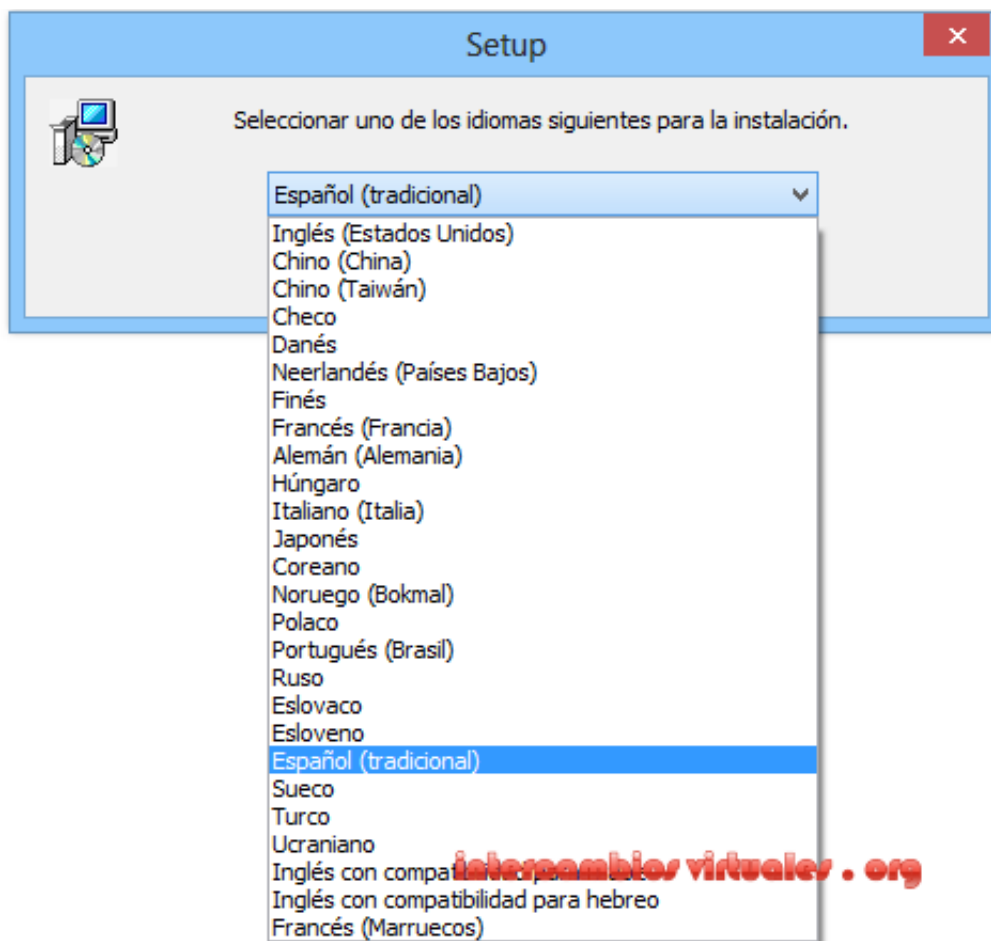 Setup
Seleccionar uno de los idiomas siguientes para la instalación.
Español (tradicional)
Inglés (Estados Unidos)
Chino (China)
Chino (Taiwán)
Checo
Danés
Neerlandés (Países Bajos)
Finés
Francés (Francia)
Alemán (Alemania)
Húngaro
Italiano (Italia)
Japonés
Coreano
Noruego (Bokmal)
Polaco
Portugués (Brasil)
Ruso
Eslovaco
Esloveno
Español (tradicional)
Sueco
Turco
Ucraniano
Inglés con
intercambios virtuales . org
Inglés con compatibilidad para hebreo
Francés (Marruecos)